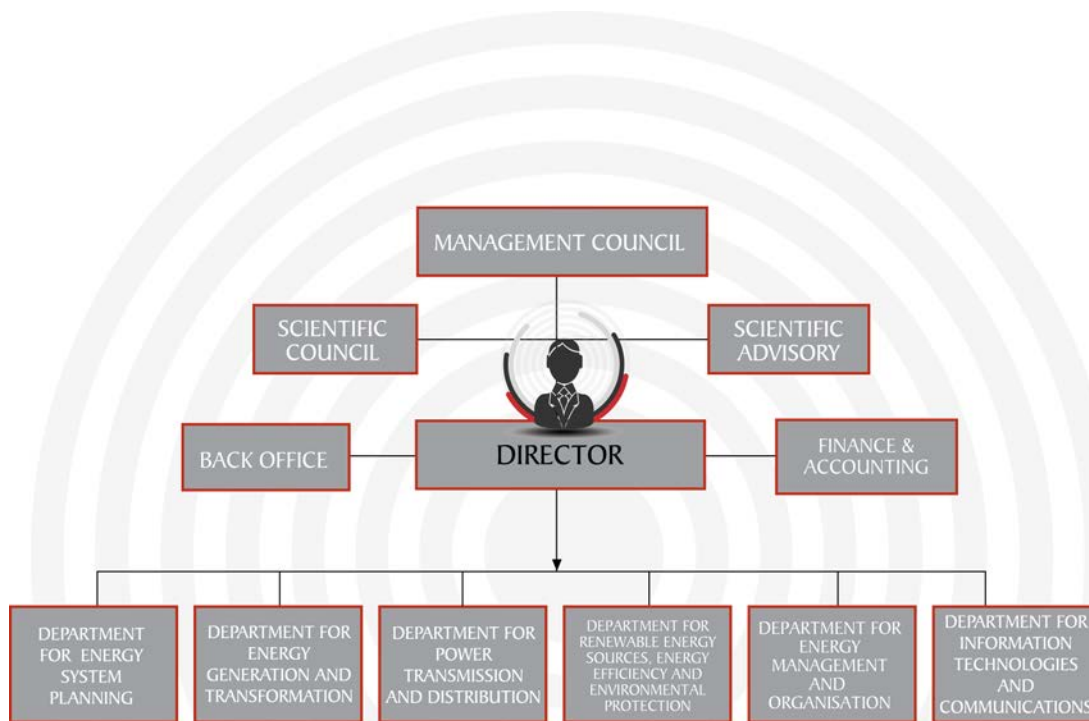 MANAGEMENT COUNCIL
SCIENTIFIC
COUNCIL
SCIENTIFIC
ADVISORY
BACK OFFICE
DIRECTOR
FINANCE &
ACCOUNTING
DEPARTMENT
FOR ENERGY
SYSTEM
PLANNING
DEPARTMENT FOR
ENERGY
GENERATION AND
TRANSFORMATION
DEPARTMENT FOR
POWER
TRANSMISSION
AND DISTRIBUTION
DEPARTMENT FOR
RENEWABLE ENERGY
SOURCES, ENERGY
EFFICIENCY AND
ENVIRONMENTAL
PROTECTION
DEPARTMENT FOR
ENERGY
MANAGEMENT
AND
ORGANISATION
DEPARTMENT FOR
INFORMATION
TECHNOLOGIES
AND
COMMUNICATIONS